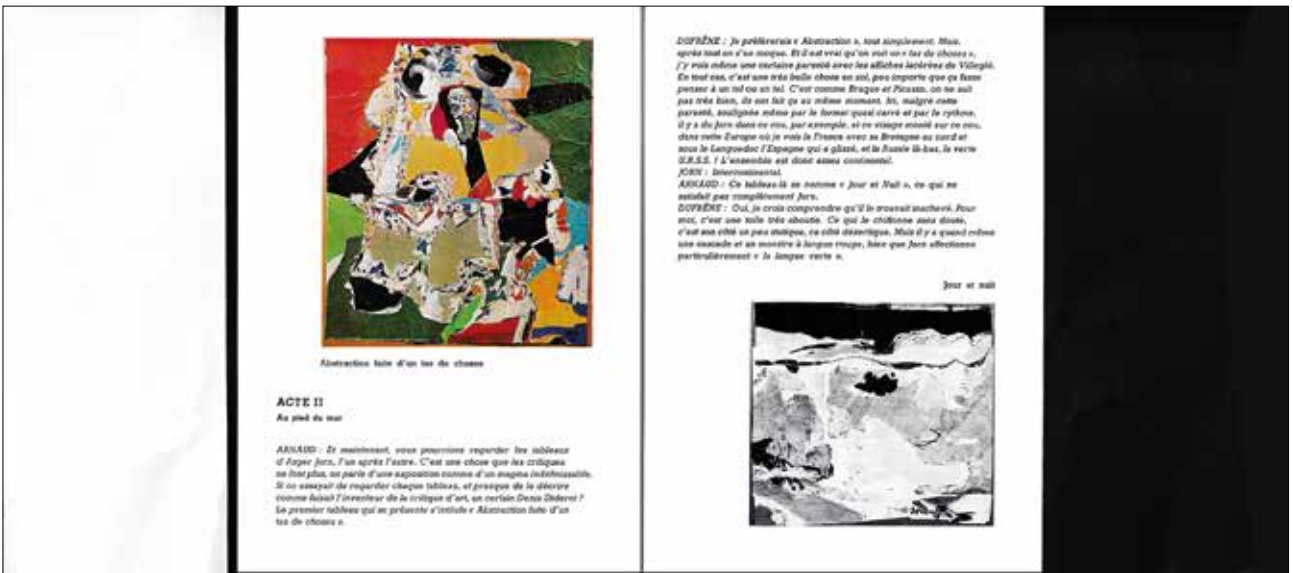 Abstraction faite d'un tas de choses
ACTE II
Au pied du mur
ARNAUD : Et maintenant, nous pourrions regarder les tableaux
d'Asger Jorn, l'un après l'autre. C'est une chose que les critiques
ne font plus, on parle d'une exposition comme d'un magma indéfinissable.
Si on essayait de regarder chaque tableau, et presque de le décrire
comme faisait l'inventeur de la critique d'art, un certain Denis Diderot ?
Le premier tableau qui se présente s'intitule « Abstraction faite d'un
tas de choses ».
DUFRÊNE : Je préférerais « Abstraction », tout simplement. Mais,
après tout on s'en moque. Et il est vrai qu'on voit un « tas de choses »,
j'y vois même une certaine parenté avec les affiches lacérées de Villeglé.
En tout cas, c'est une très belle chose en soi, peu importe que ça fasse
penser à un tel ou un tel. C'est comme Braque et Picasso, on ne sait
pas très bien, ils ont fait ça au même moment. Ici, malgré cette
parenté, soulignée même par le format quasi carré et par le rythme,
il y a du Jorn dans ce cou, par exemple, et ce visage monté sur ce cou,
dans cette Europe où je vois la France avec sa Bretagne au nord et
sous le Languedoc l'Espagne qui a glissé, et la Russie là-bas, la verte
U.R.S.S. ! L'ensemble est donc assez continental.
JORN : Intercontinental.
ARNAUD : Ce tableau-là se nomme « Jour et Nuit », ce qui ne
satisfait pas complètement Jorn.
DUFRÊNE : Oui, je crois comprendre qu'il le trouvait inachevé. Pour
moi, c'est une toile très aboutie. Ce qui le chiffonne sans doute,
c'est son côté un peu statique, ce côté désertique. Mais il y a quand même
une cascade et un monstre à langue rouge, bien que Jorn affectionne
particulièrement « la langue verte ».
Jour et nuit